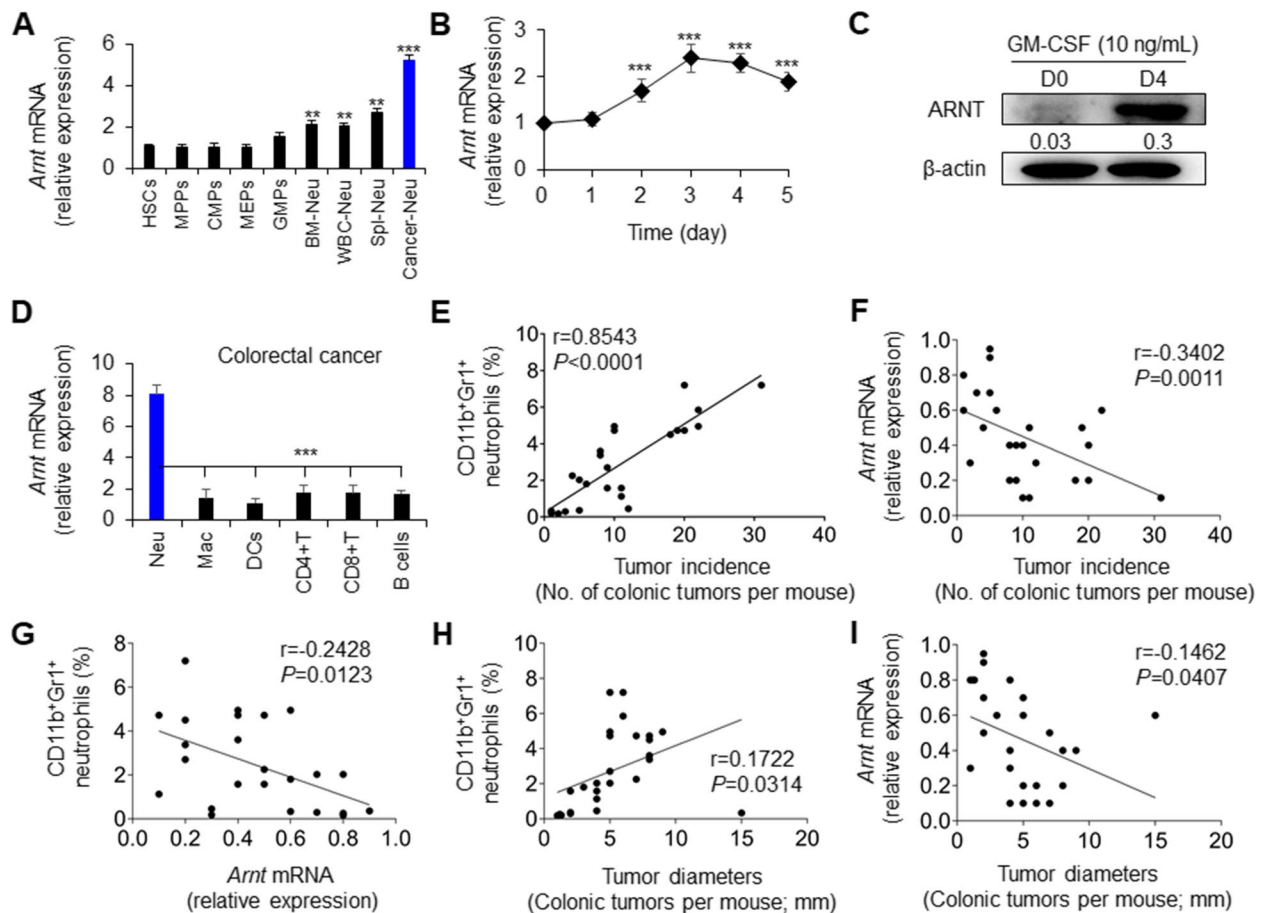 A
Arnt mRNA
(relative expression)
6
4
2
0
HSCs
MPPs
CMPs
MEPs
GMPs
BM-Neu
WBC-Neu
Spl-Neu
Cancer-Neu
**
**
**
***
B
Arnt mRNA
(relative expression)
3
2
1
0
***
***
***
***
0 1 2 3 4 5
Time (day)
C
GM-CSF (10 ng/mL)
D0 D4
ARNT
0.03 0.3
β-actin
D
Arnt mRNA
(relative expression)
Colorectal cancer
10
8
6
4
2
0
***
Neu
Mac
DCs
CD4+T
CD8+T
B cells
E
CD11b+Gr1+
neutrophils (%)
r=0.8543
P<0.0001
10
8
6
4
2
0
0 10 20 30 40
Tumor incidence
(No. of colonic tumors per mouse)
F
Arnt mRNA
(relative expression)
r=-0.3402
P=0.0011
1.0
0.8
0.6
0.4
0.2
0.0
0 10 20 30 40
Tumor incidence
(No. of colonic tumors per mouse)
G
CD11b+Gr1+
neutrophils (%)
r=-0.2428
P=0.0123
8
6
4
2
0
0.0 0.2 0.4 0.6 0.8 1.0
Arnt mRNA
(relative expression)
H
CD11b+Gr1+
neutrophils (%)
r=0.1722
P=0.0314
8
6
4
2
0
0 5 10 15 20
Tumor diameters
(Colonic tumors per mouse; mm)
I
Arnt mRNA
(relative expression)
r=-0.1462
P=0.0407
1.0
0.8
0.6
0.4
0.2
0.0
0 5 10 15 20
Tumor diameters
(Colonic tumors per mouse; mm)